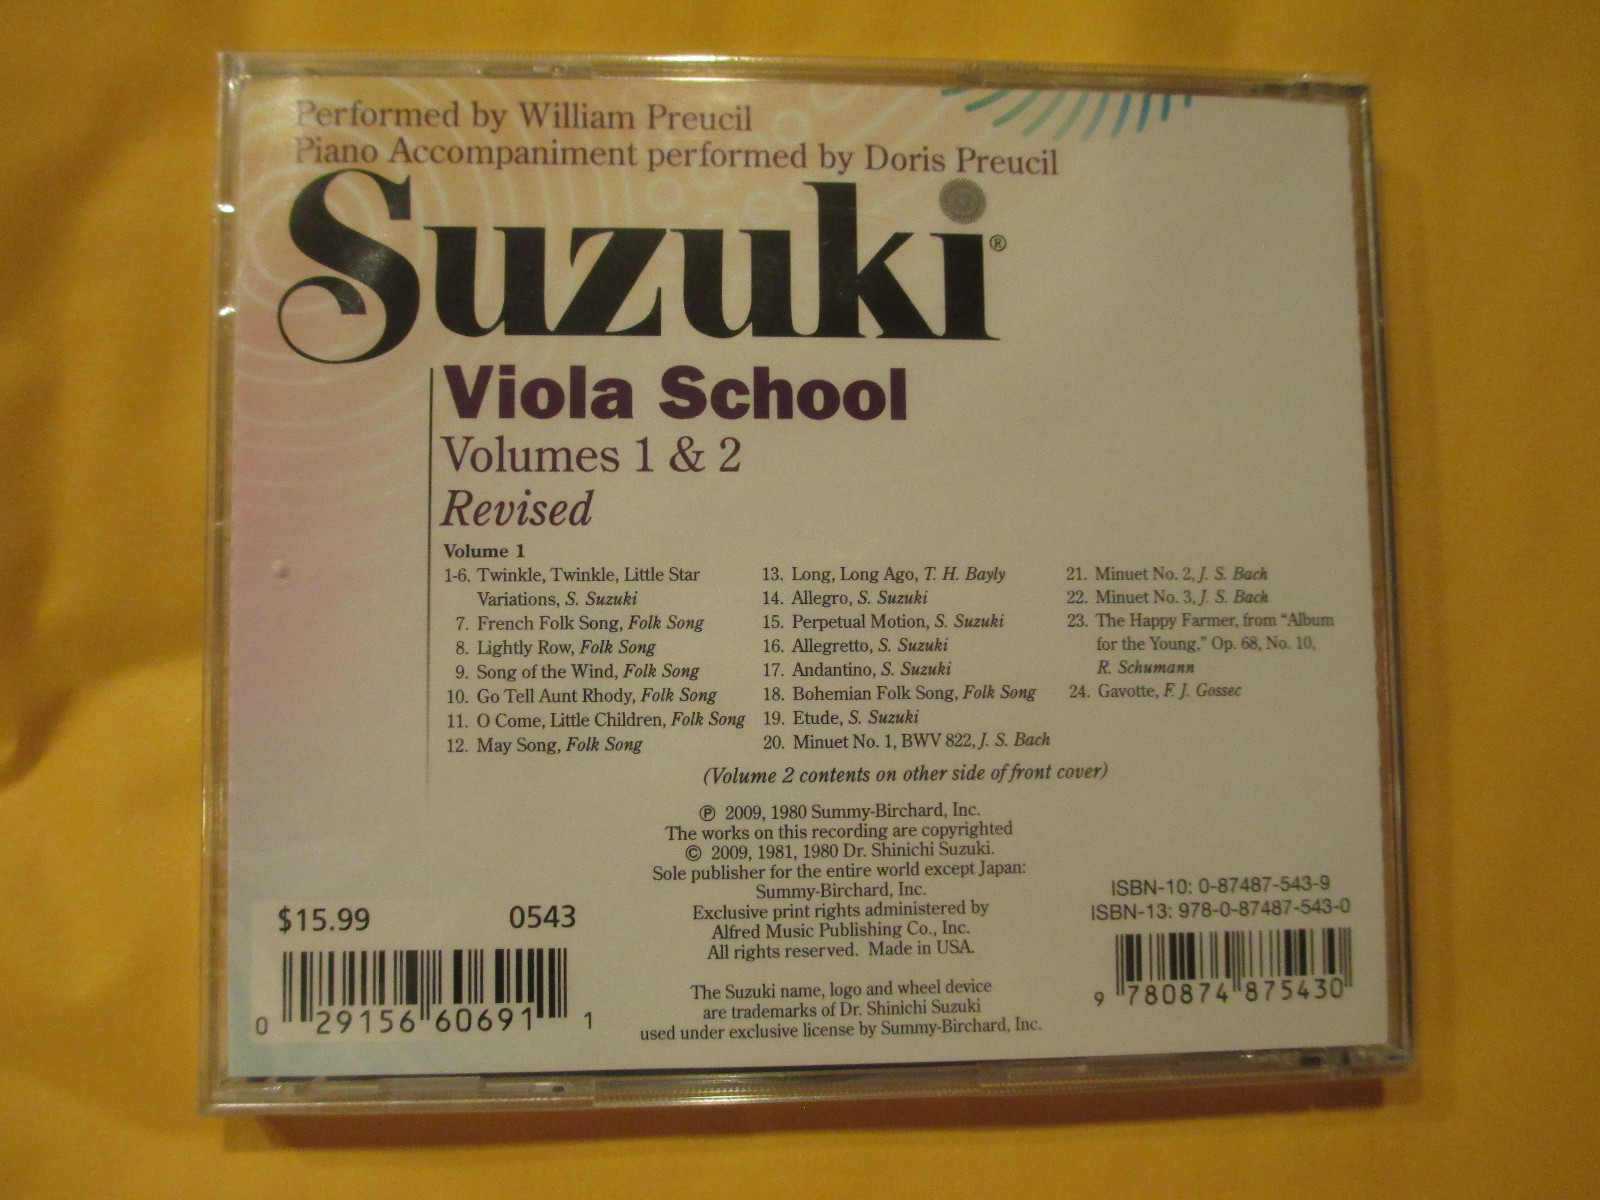 Performed by William Preucil
Piano Accompaniment performed by Doris Preucil
Suzuki®
Viola School
Volumes 1 & 2
Revised
Volume 1
1-6. Twinkle, Twinkle, Little Star
Variations, S. Suzuki
7. French Folk Song, Folk Song
8. Lightly Row, Folk Song
9. Song of the Wind, Folk Song
10. Go Tell Aunt Rhody, Folk Song
11. O Come, Little Children, Folk Song
12. May Song, Folk Song
13. Long, Long Ago, T. H. Bayly
14. Allegro, S. Suzuki
15. Perpetual Motion, S. Suzuki
16. Allegretto, S. Suzuki
17. Andantino, S. Suzuki
18. Bohemian Folk Song, Folk Song
19. Etude, S. Suzuki
20. Minuet No. 1, BWV 822, J. S. Bach
21. Minuet No. 2, J. S. Bach
22. Minuet No. 3, J. S. Bach
23. The Happy Farmer, from “Album
for the Young,” Op. 68, No. 10,
R. Schumann
24. Gavotte, F. J. Gossec
(Volume 2 contents on other side of front cover)
℗ 2009, 1980 Summy-Birchard, Inc.
The works on this recording are copyrighted
© 2009, 1981, 1980 Dr. Shinichi Suzuki.
Sole publisher for the entire world except Japan:
Summy-Birchard, Inc.
Exclusive print rights administered by
Alfred Music Publishing Co., Inc.
All rights reserved. Made in USA.
The Suzuki name, logo and wheel device
are trademarks of Dr. Shinichi Suzuki
used under exclusive license by Summy-Birchard, Inc.
$15.99 0543
0 29156 60691 1
ISBN-10: 0-87487-543-9
ISBN-13: 978-0-87487-543-0
9 780874 875430